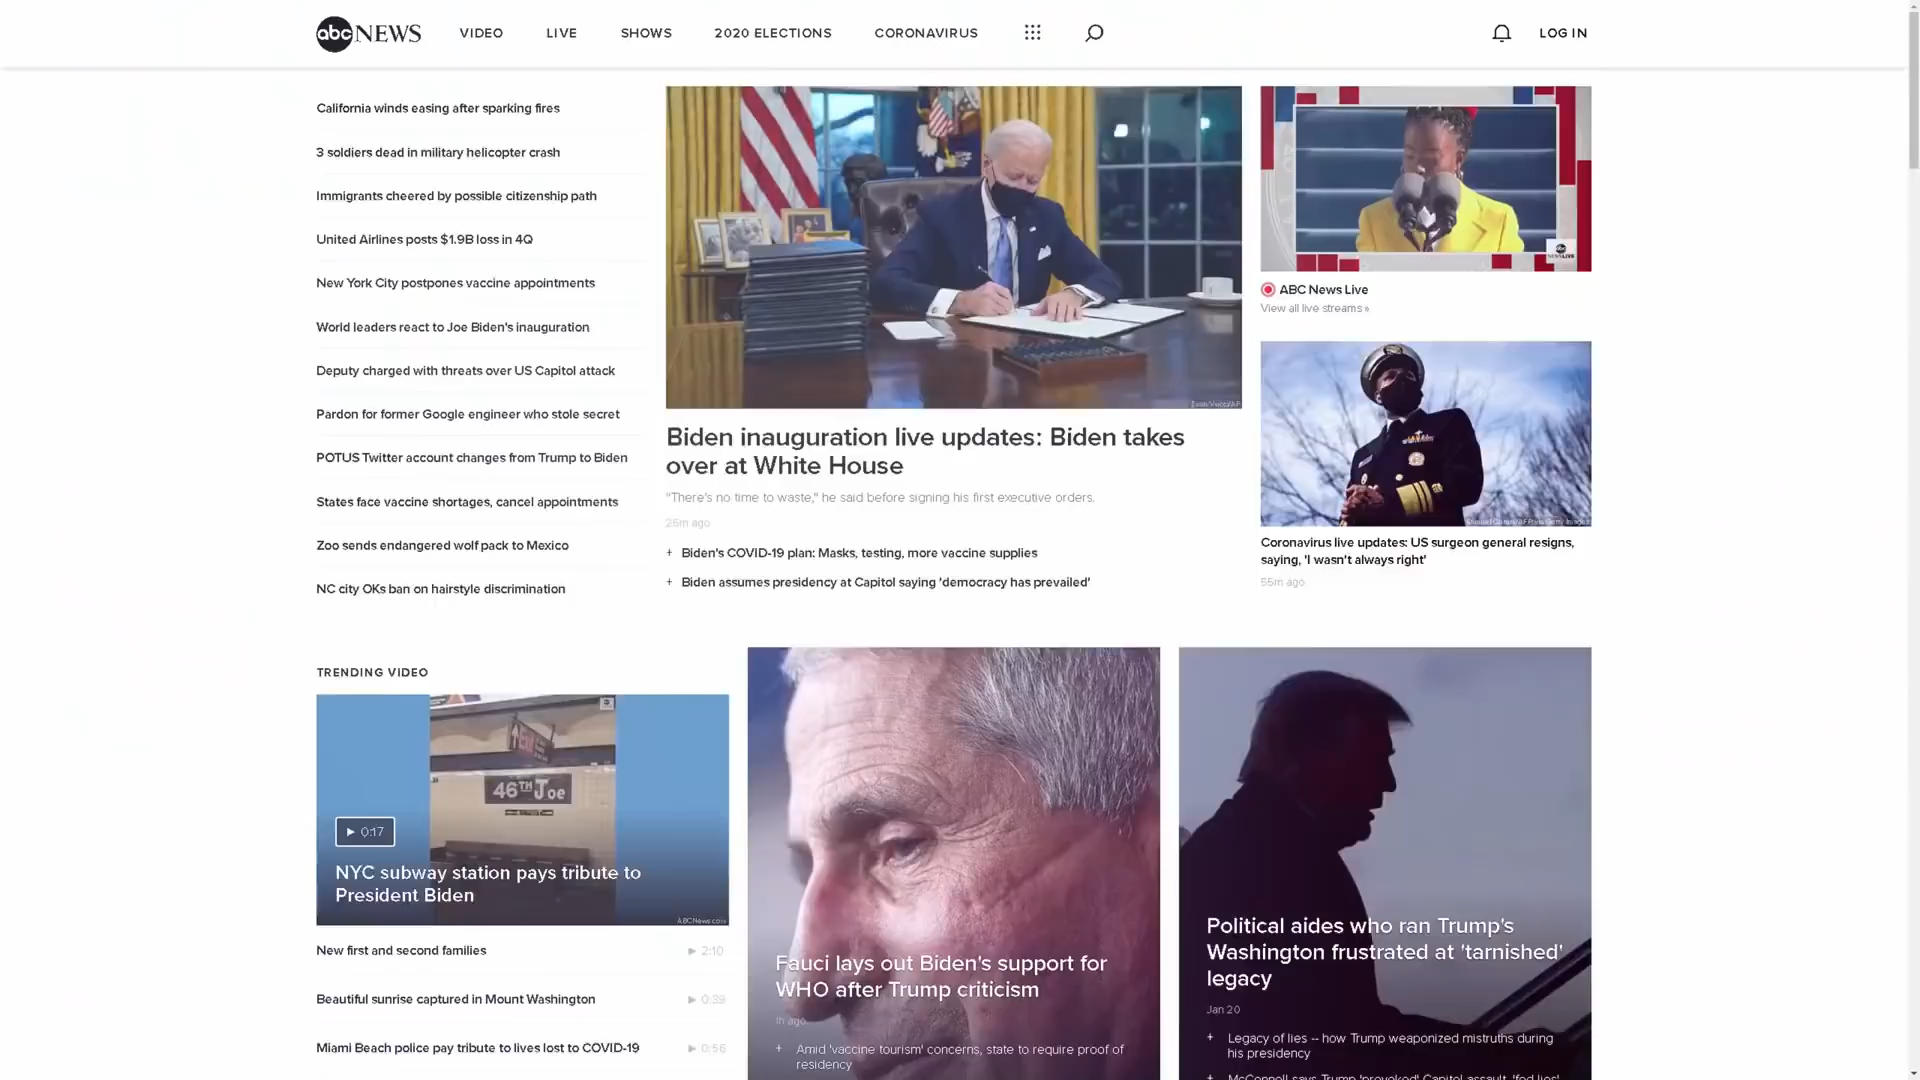 abc NEWS VIDEO LIVE SHOWS 2020 ELECTIONS CORONAVIRUS LOG IN
California winds easing after sparking fires
3 soldiers dead in military helicopter crash
Immigrants cheered by possible citizenship path
United Airlines posts $1.9B loss in 4Q
New York City postpones vaccine appointments
World leaders react to Joe Biden's inauguration
Deputy charged with threats over US Capitol attack
Pardon for former Google engineer who stole secret
POTUS Twitter account changes from Trump to Biden
States face vaccine shortages, cancel appointments
Zoo sends endangered wolf pack to Mexico
NC city OKs ban on hairstyle discrimination
Biden inauguration live updates: Biden takes
over at White House
"There's no time to waste," he said before signing his first executive orders.
26m ago
+ Biden's COVID-19 plan: Masks, testing, more vaccine supplies
+ Biden assumes presidency at Capitol saying 'democracy has prevailed'
ABC News Live
View all live streams »
Coronavirus live updates: US surgeon general resigns,
saying, 'I wasn't always right'
55m ago
TRENDING VIDEO
46TH Joe
0:17
NYC subway station pays tribute to
President Biden
ABCNews.com
New first and second families 2:10
Beautiful sunrise captured in Mount Washington 0:39
Miami Beach police pay tribute to lives lost to COVID-19 0:56
Fauci lays out Biden's support for
WHO after Trump criticism
1h ago
+ Amid 'vaccine tourism' concerns, state to require proof of
residency
Political aides who ran Trump's
Washington frustrated at 'tarnished'
legacy
Jan 20
+ Legacy of lies -- how Trump weaponized mistruths during
his presidency
+ McConnell says Trump 'provoked' Capitol assault, 'fed lies'